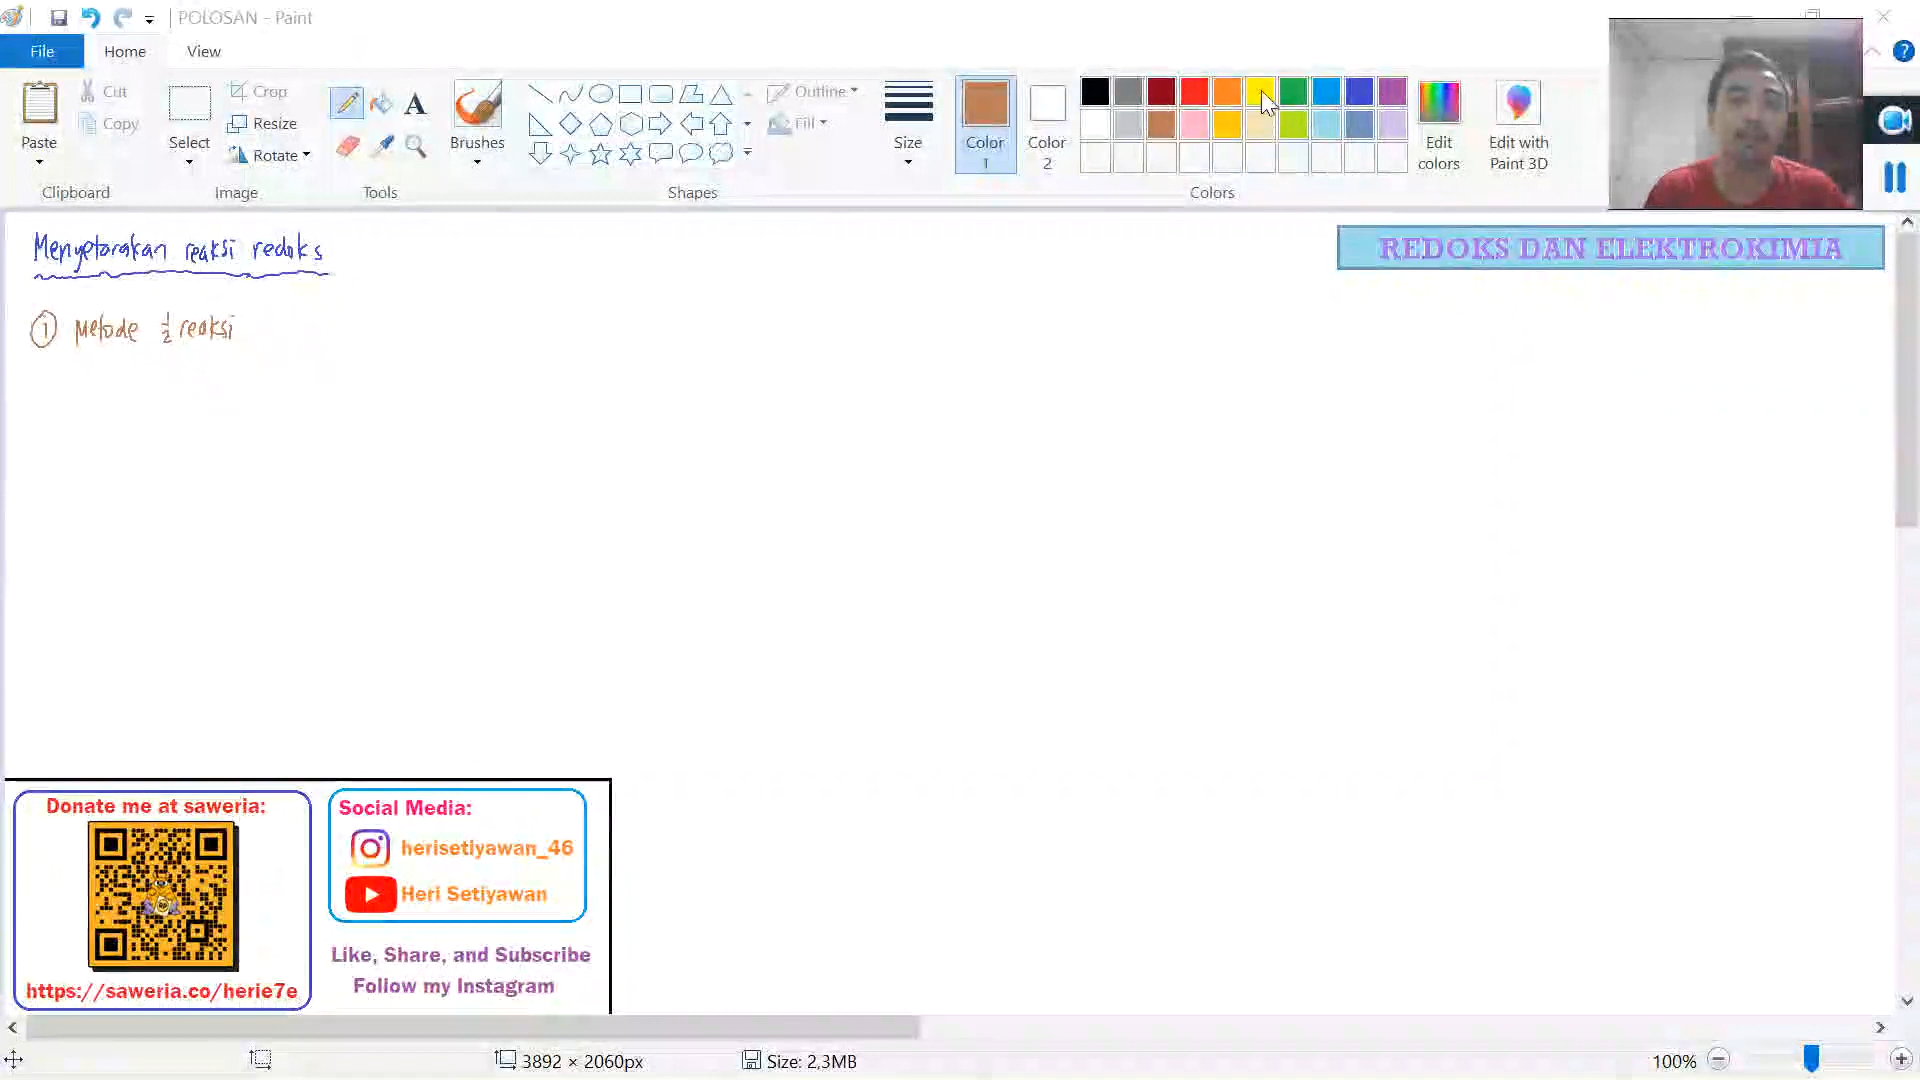 POLOSAN - Paint
File
Home
View
Paste
Cut
Copy
Clipboard
Select
Crop
Resize
Rotate
Image
A
Tools
Brushes
Shapes
Outline
Fill
Size
Color 1
Color 2
Edit colors
Colors
Edit with Paint 3D
?
Menyetarakan reaksi redoks
REDOKS DAN ELEKTROKIMIA
① Metode ½ reaksi
Donate me at saweria:
https://saweria.co/herie7e
Social Media:
herisetiyawan_46
Heri Setiyawan
Like, Share, and Subscribe
Follow my Instagram
3892 × 2060px
Size: 2,3MB
100%